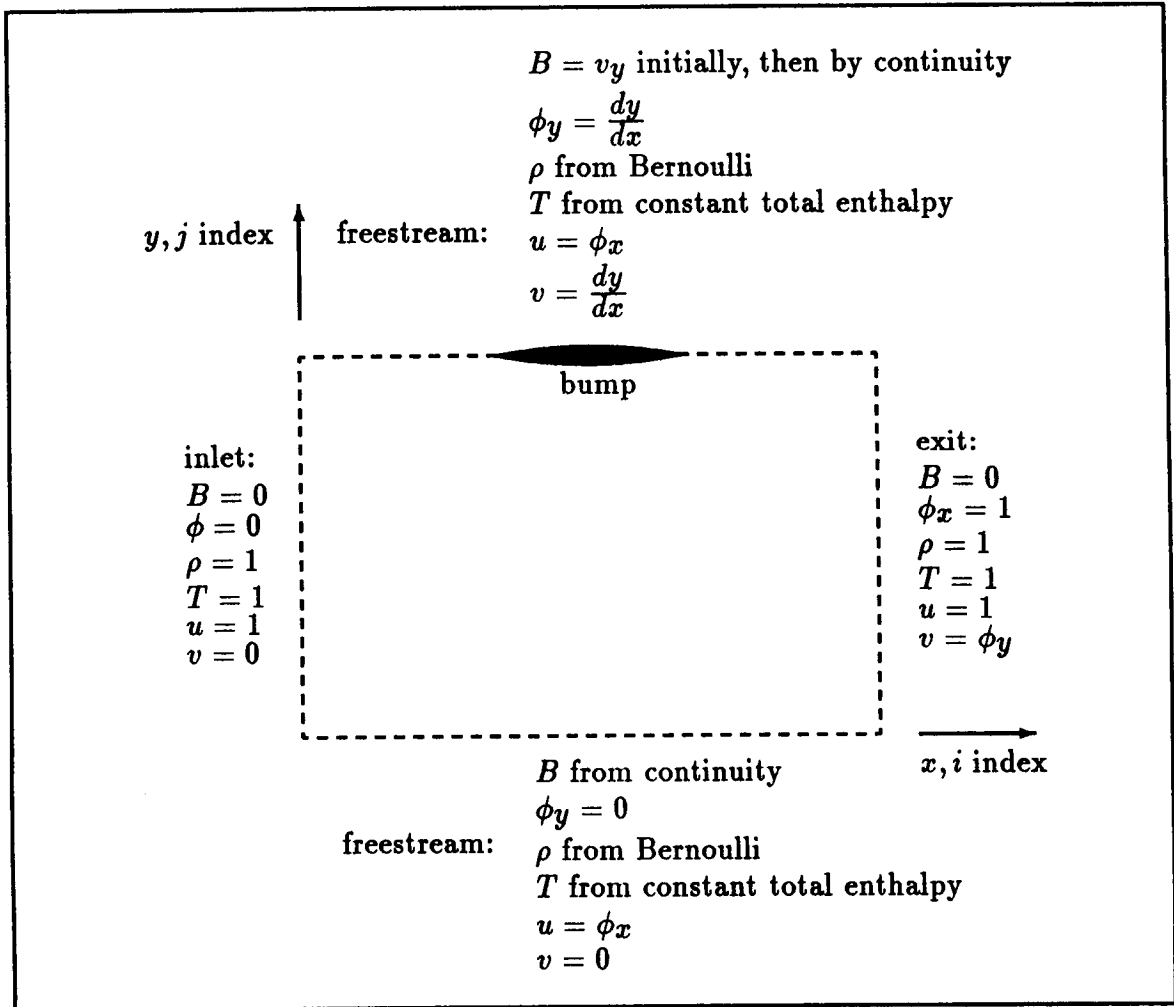 B = v_y initially, then by continuity
ϕ_y = dy/dx
ρ from Bernoulli
T from constant total enthalpy
y, j index
freestream:
u = ϕ_x
v = dy/dx
bump
inlet:
B = 0
ϕ = 0
ρ = 1
T = 1
u = 1
v = 0
exit:
B = 0
ϕ_x = 1
ρ = 1
T = 1
u = 1
v = ϕ_y
x, i index
B from continuity
ϕ_y = 0
freestream:
ρ from Bernoulli
T from constant total enthalpy
u = ϕ_x
v = 0